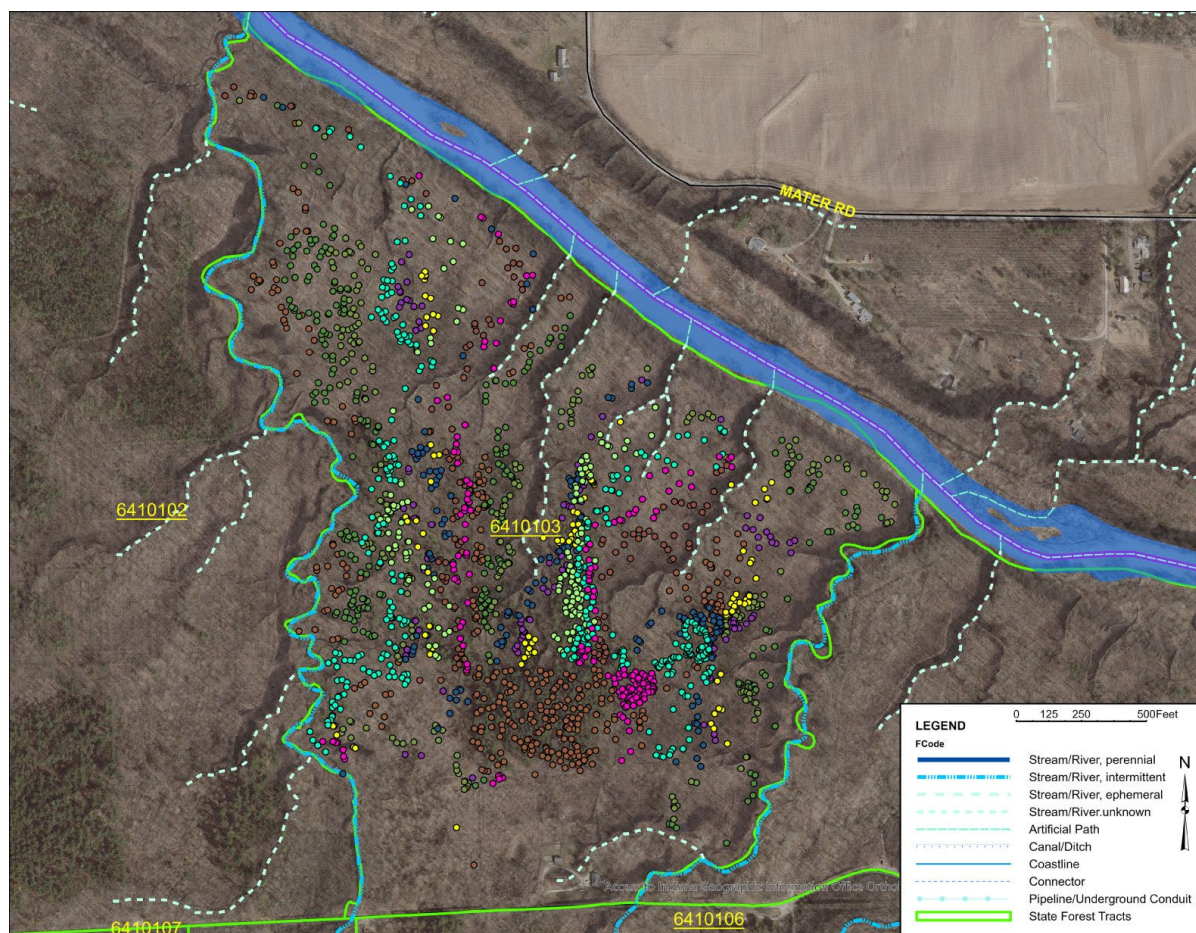 MATER RD
6410102
6410103
Access to Indiana Geographic Information Office Ortho
6410107
6410106
LEGEND
0 125 250 500Feet
FCode
Stream/River, perennial
Stream/River, intermittent
Stream/River, ephemeral
Stream/River.unknown
Artificial Path
Canal/Ditch
Coastline
Connector
Pipeline/Underground Conduit
State Forest Tracts
N